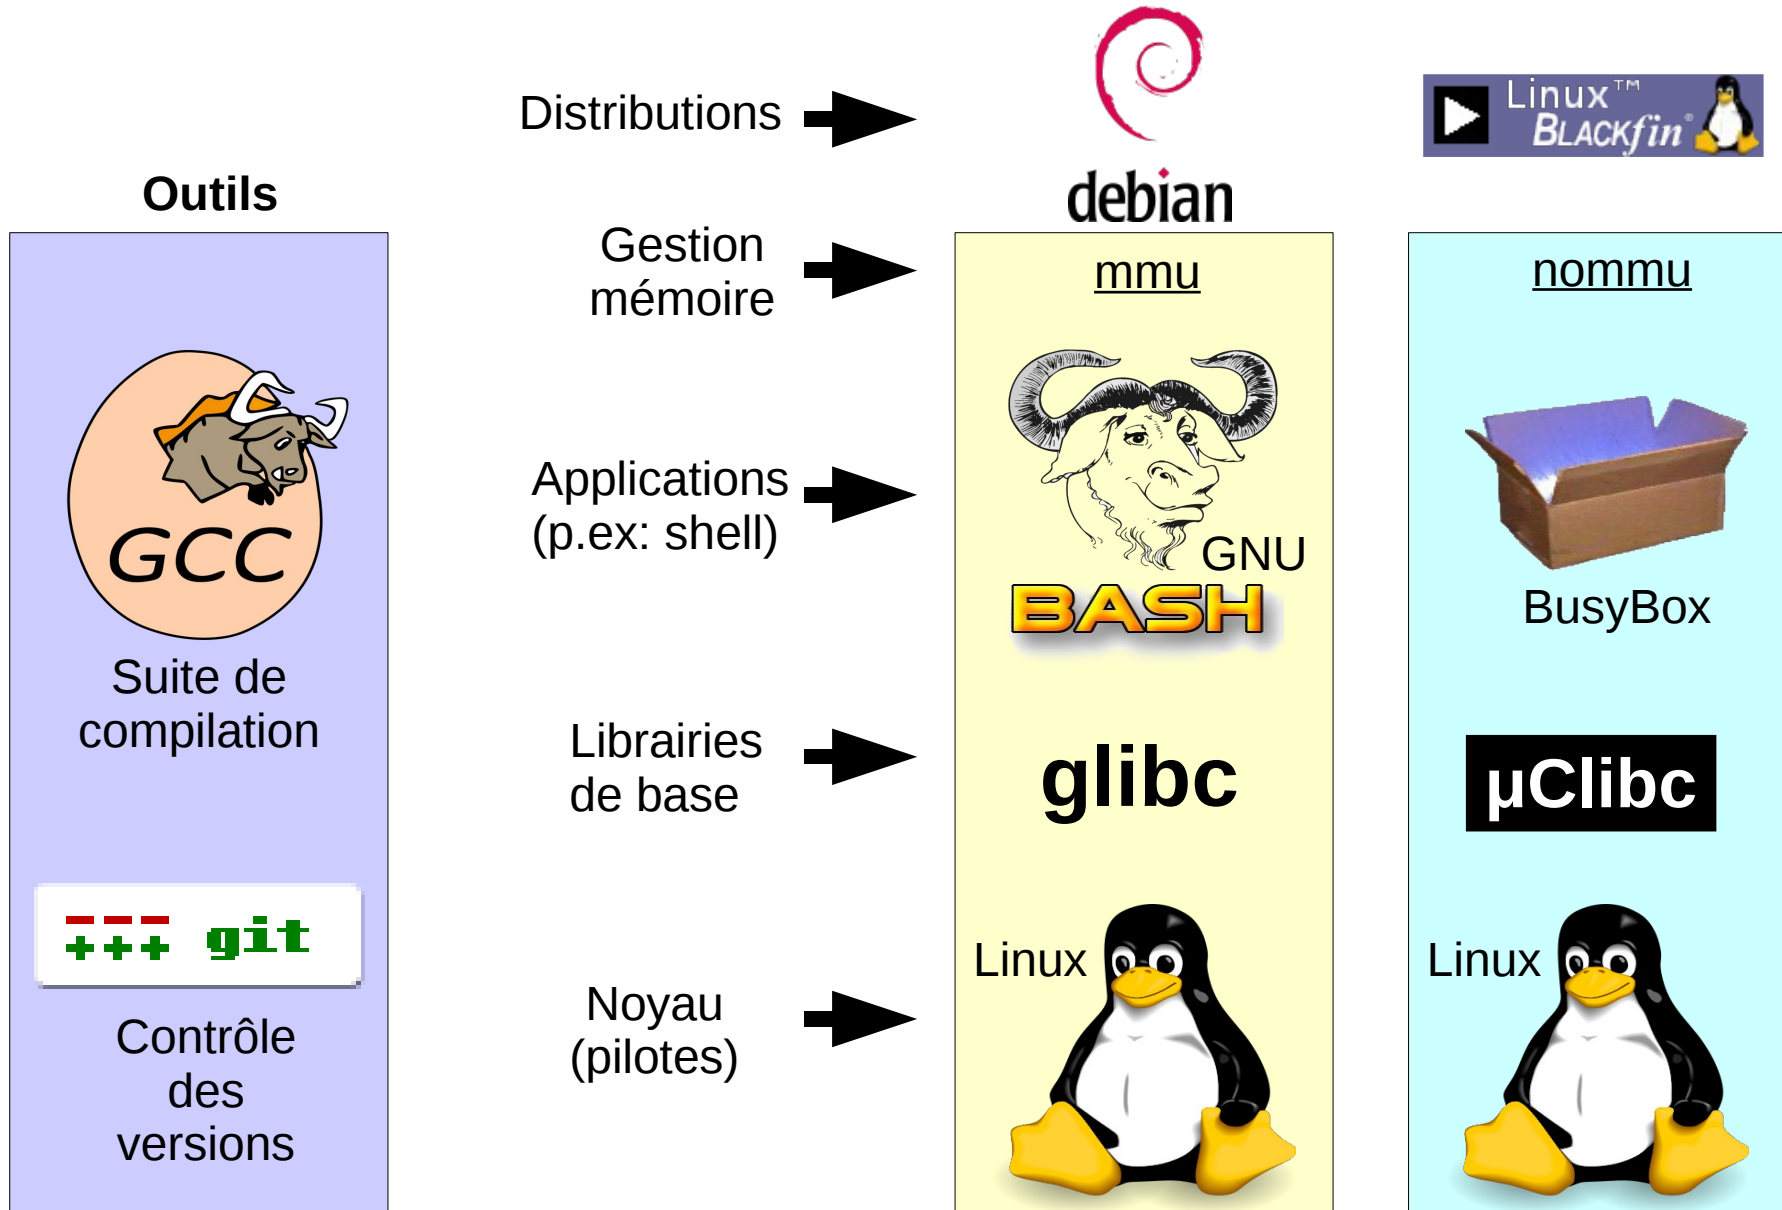 Distributions
debian
Linux™
BLACKfin®
Outils
Gestion
mémoire
mmu
nommu
GCC
Applications
(p.ex: shell)
GNU
BASH
BusyBox
Suite de
compilation
Librairies
de base
glibc
µClibc
git
Linux
Linux
Noyau
(pilotes)
Contrôle
des
versions